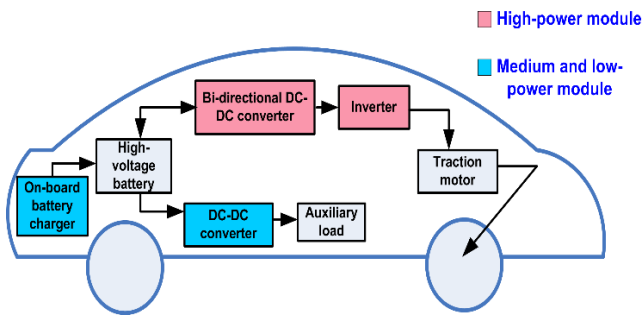 High-power module
Medium and low-
power module
Bi-directional DC-
DC converter
Inverter
High-
voltage
battery
Traction
motor
On-board
battery
charger
DC-DC
converter
Auxiliary
load